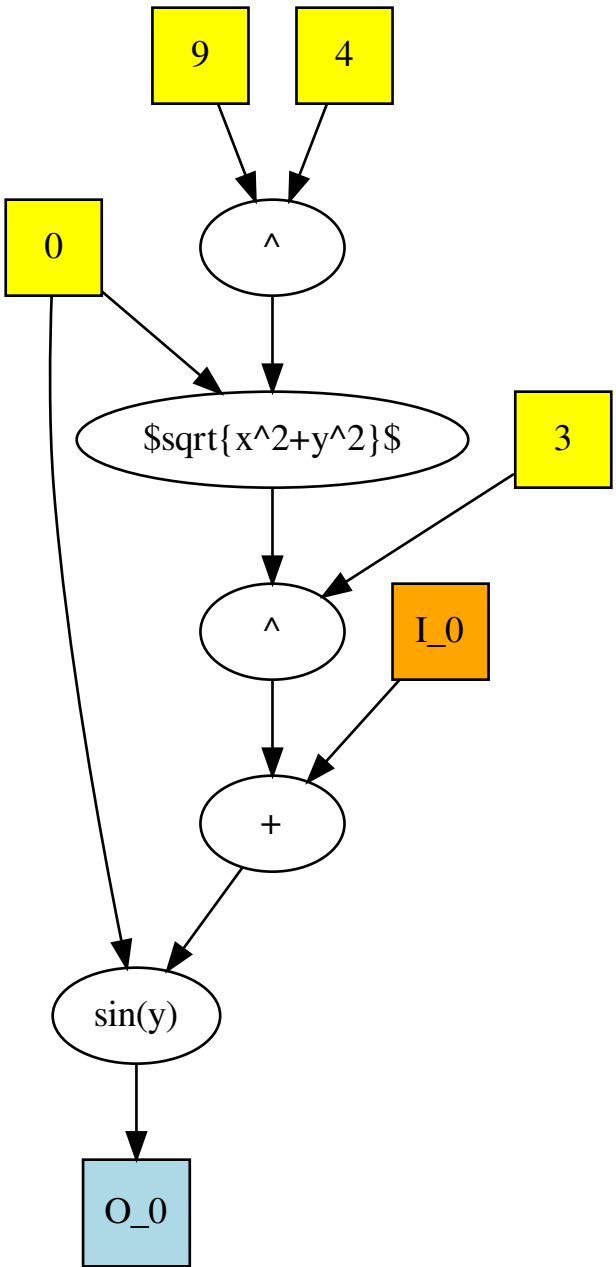 9
4
^
0
$sqrt{x^2+y^2}$
3
^
I_0
+
sin(y)
O_0